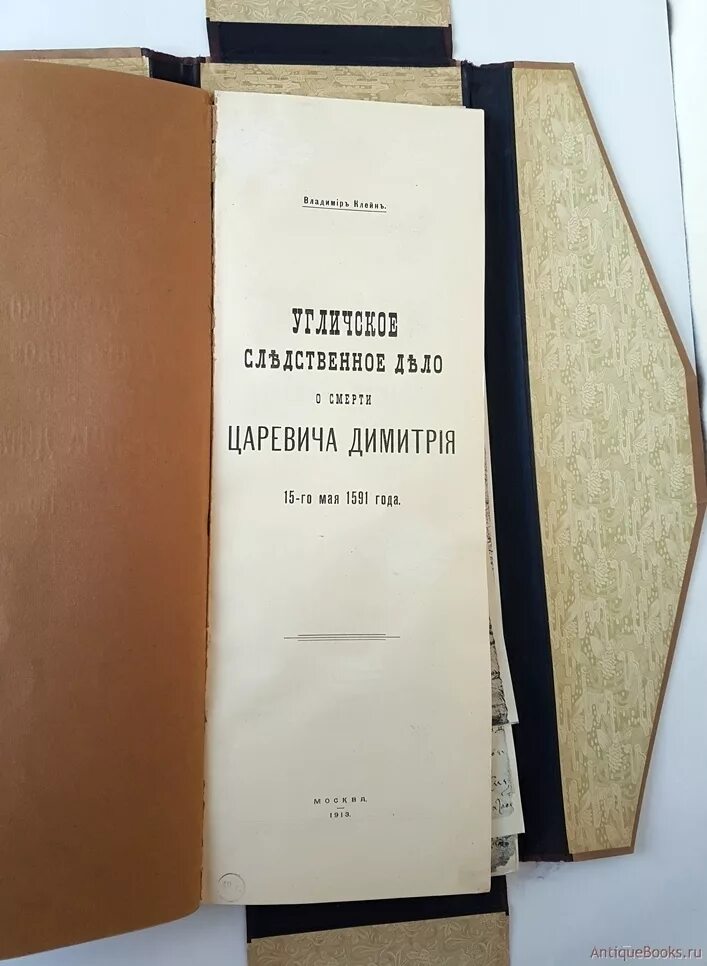 Владиміръ Клейнъ.
УГЛИЧСКОЕ
СЛѢДСТВЕННОЕ ДѢЛО
О СМЕРТИ
ЦАРЕВИЧА ДИМИТРІЯ
15-го мая 1591 года.
МОСКВА.
1913.
AntiqueBooks.ru